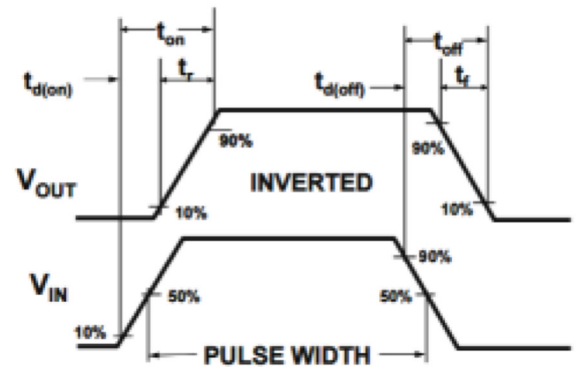 ton toff
td(on) tr td(off) tf
90% 90%
VOUT INVERTED
10% 10%
90%
VIN 50% 50%
10%
PULSE WIDTH